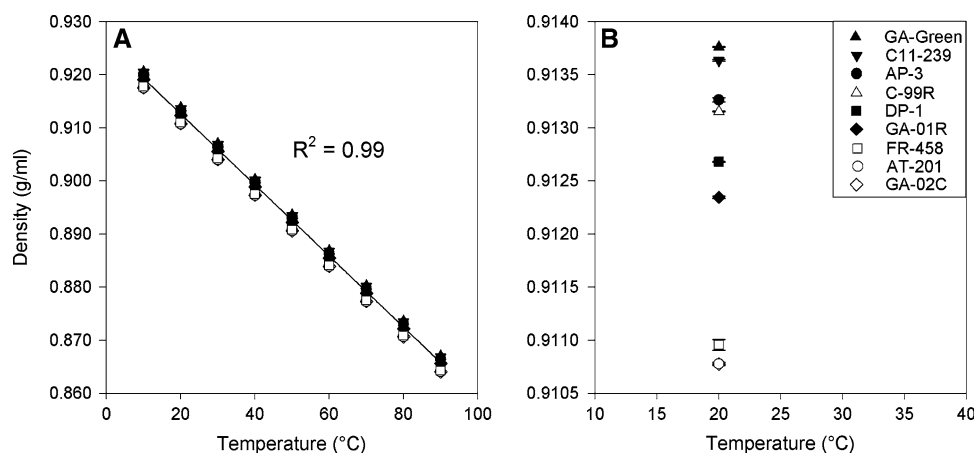 A
0.930
0.920
0.910
0.900
0.890
0.880
0.870
0.860
Density (g/ml)
R² = 0.99
0 20 40 60 80 100
Temperature (°C)
B
0.9140
0.9135
0.9130
0.9125
0.9120
0.9115
0.9110
0.9105
GA-Green
C11-239
AP-3
C-99R
DP-1
GA-01R
FR-458
AT-201
GA-02C
10 15 20 25 30 35 40
Temperature (°C)